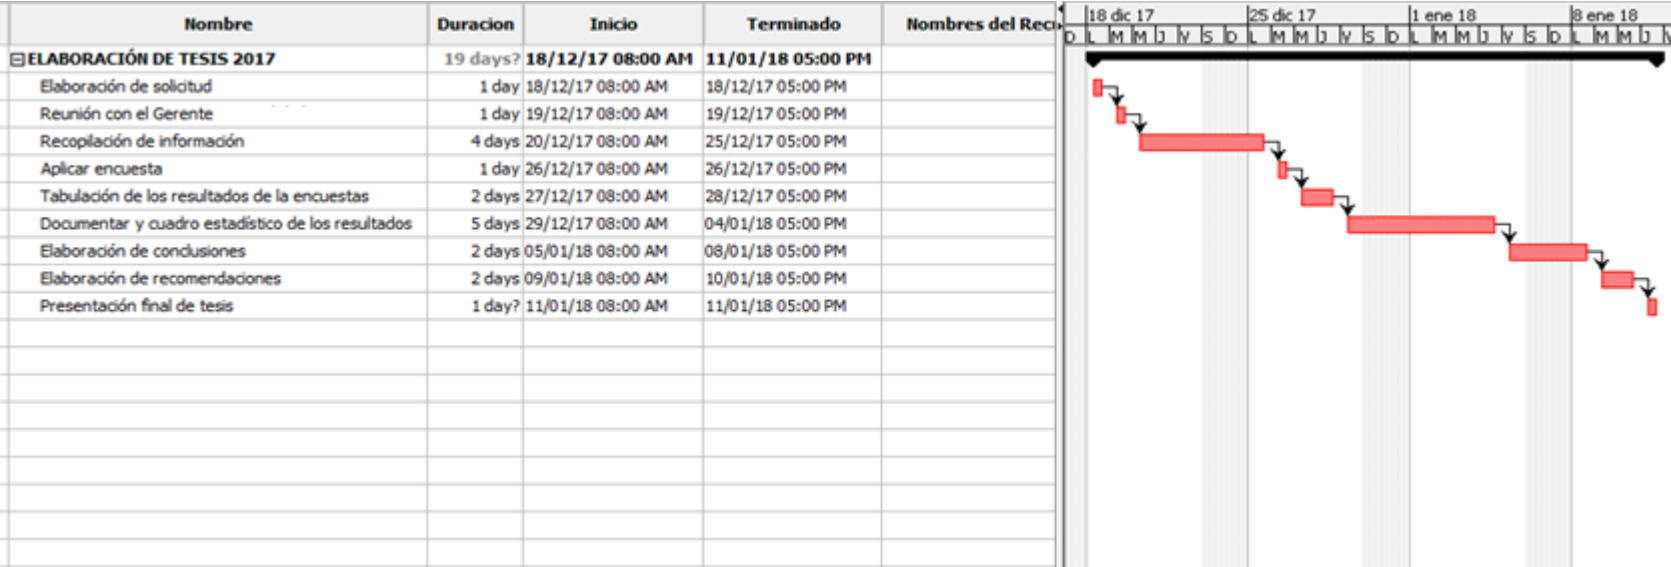 Nombre Duracion Inicio Terminado Nombres del Recu
18 dic 17 25 dic 17 1 ene 18 8 ene 18
D L M M J V S D L M M J V S D L M M J V S D L M M J V
ELABORACIÓN DE TESIS 2017 19 days? 18/12/17 08:00 AM 11/01/18 05:00 PM
Elaboración de solicitud 1 day 18/12/17 08:00 AM 18/12/17 05:00 PM
Reunión con el Gerente 1 day 19/12/17 08:00 AM 19/12/17 05:00 PM
Recopilación de información 4 days 20/12/17 08:00 AM 25/12/17 05:00 PM
Aplicar encuesta 1 day 26/12/17 08:00 AM 26/12/17 05:00 PM
Tabulación de los resultados de la encuestas 2 days 27/12/17 08:00 AM 28/12/17 05:00 PM
Documentar y cuadro estadístico de los resultados 5 days 29/12/17 08:00 AM 04/01/18 05:00 PM
Elaboración de conclusiones 2 days 05/01/18 08:00 AM 08/01/18 05:00 PM
Elaboración de recomendaciones 2 days 09/01/18 08:00 AM 10/01/18 05:00 PM
Presentación final de tesis 1 day? 11/01/18 08:00 AM 11/01/18 05:00 PM